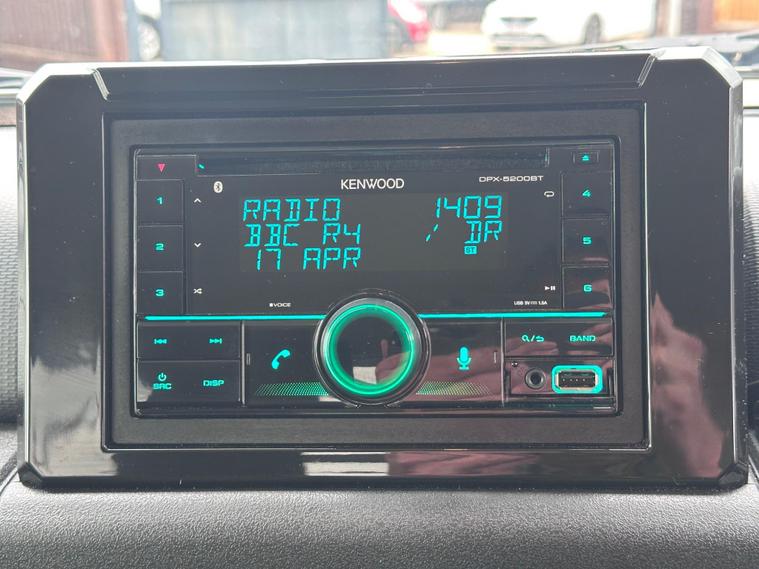 KENWOOD DPX-5200BT
1 4
RADIO 1409
BBC R4 DR
2 5
17 APR ST
3 6
VOICE USB 5V 1.5A
BAND
SRC DISP